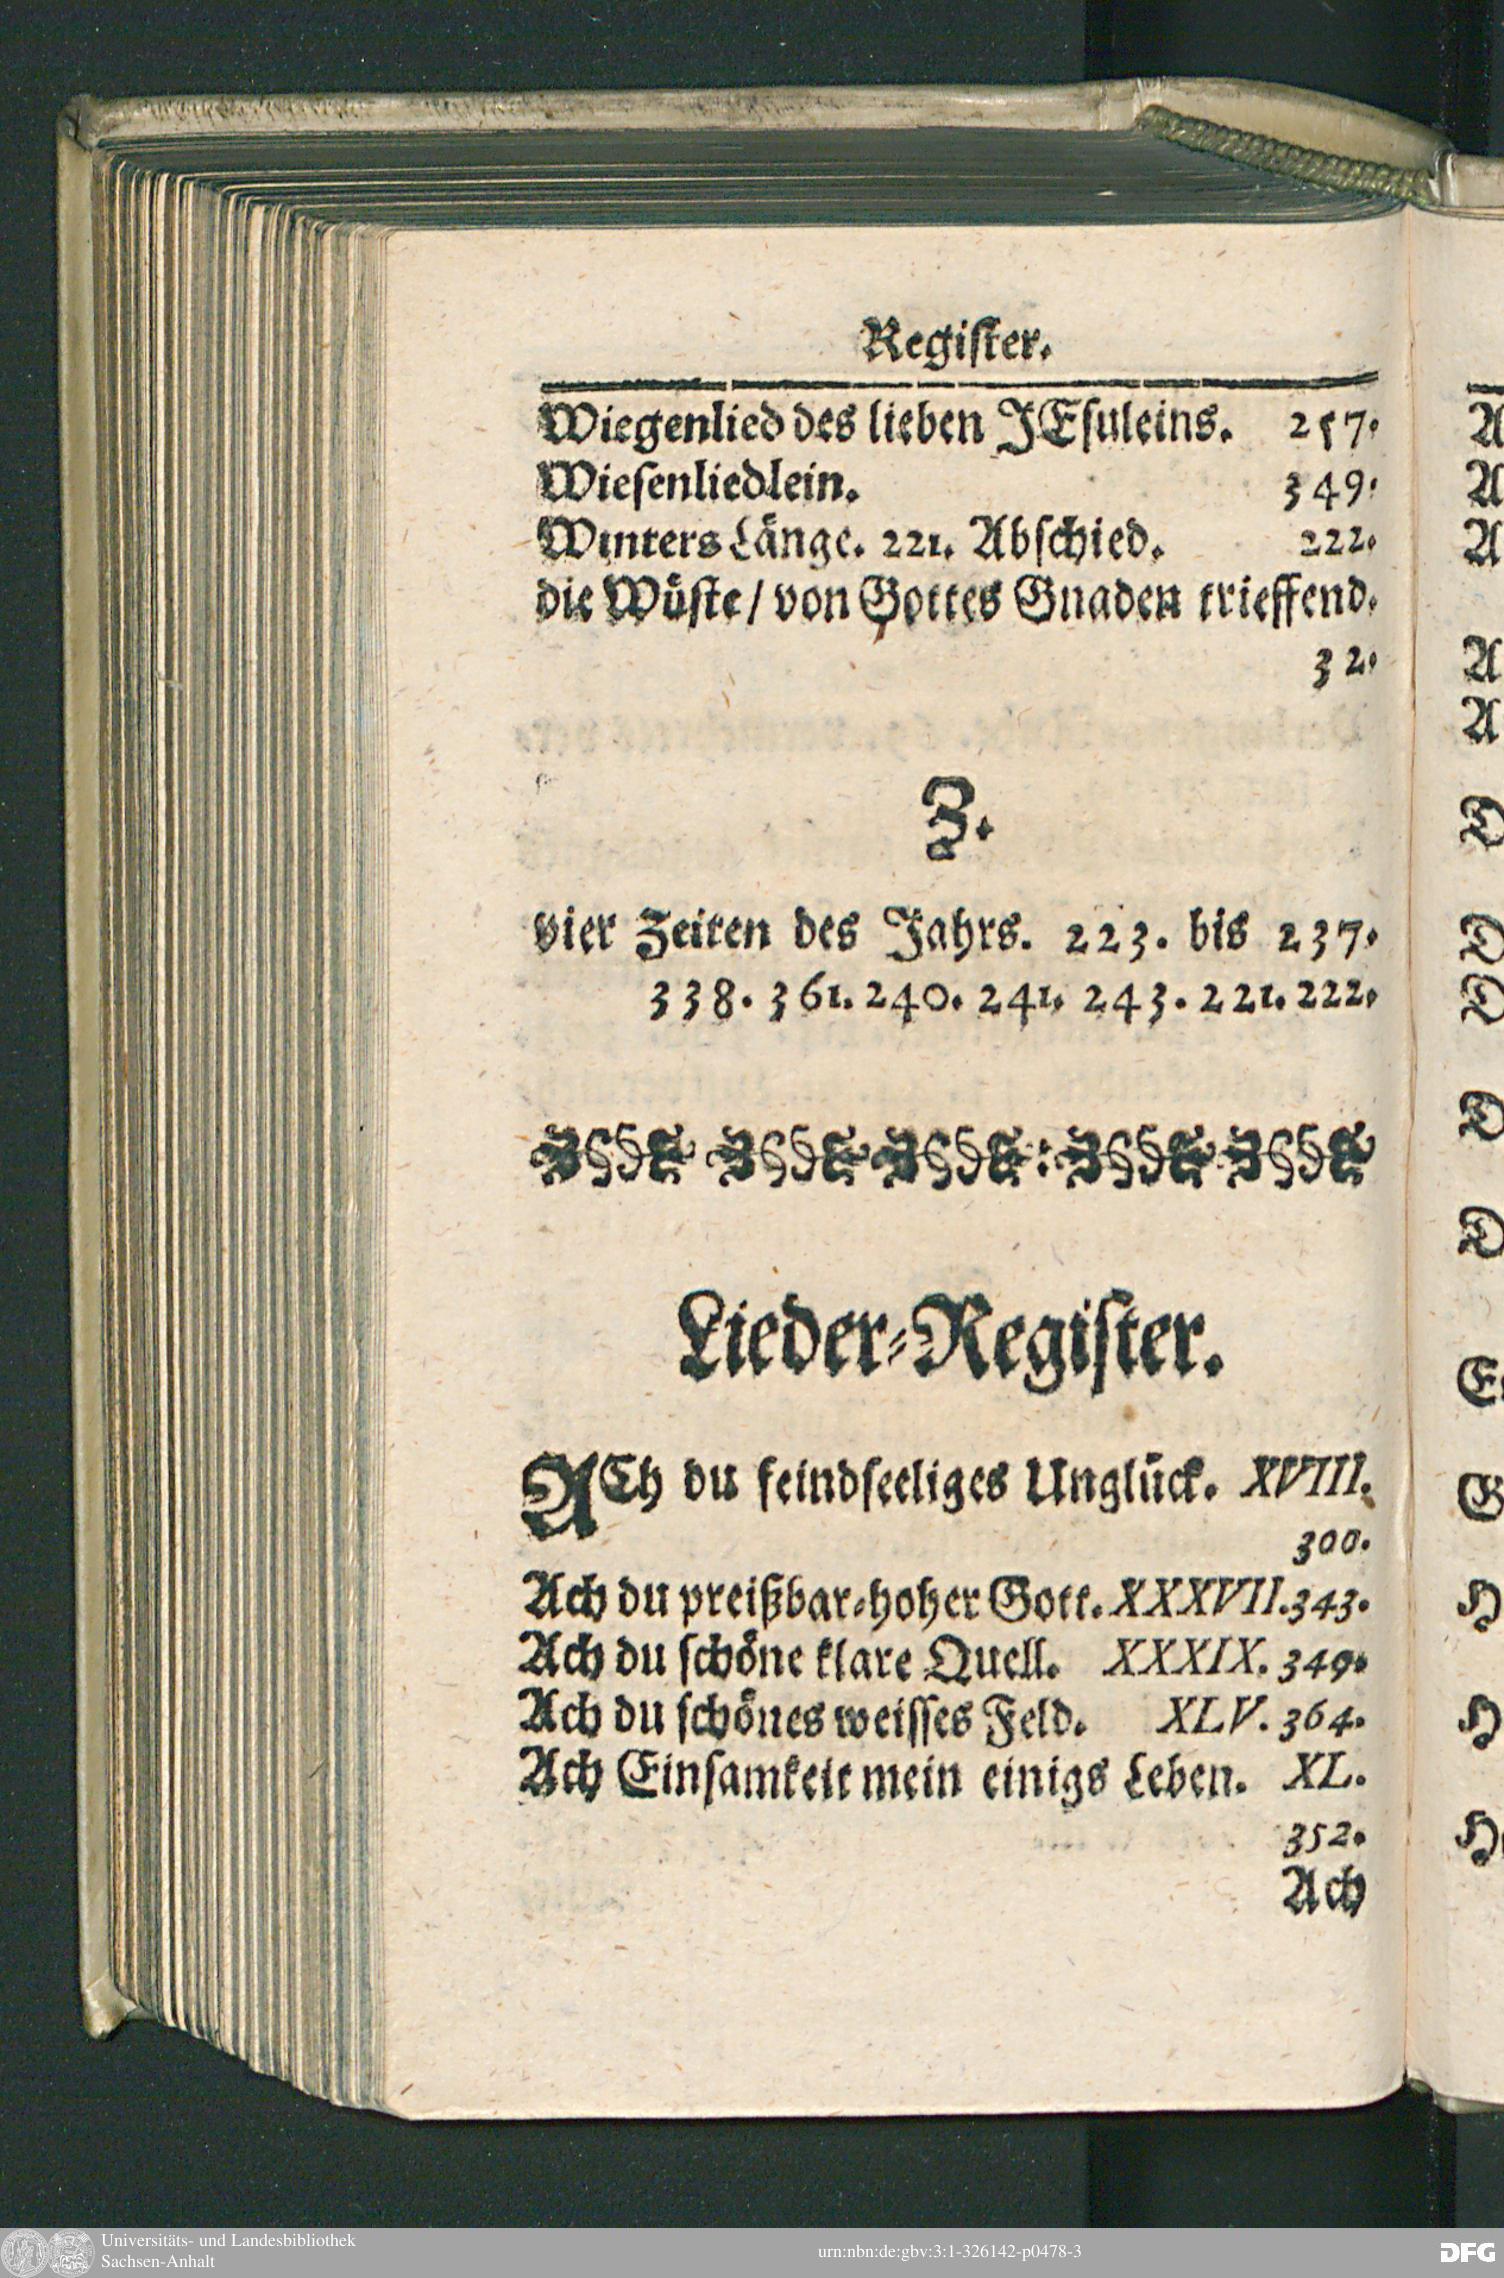 Register.
Wiegenlied des lieben JEſuleins. 257.
Wieſenliedlein. 349.
Winters Länge. 221. Abſchied. 222.
die Wüſte / von Gottes Gnaden trieffend.
32.
Z.
vier Zeiten des Jahrs. 223. bis 237.
338. 361. 240. 241. 243. 221. 222.
Lieder-Regiſter.
ACh du feindſeeliges Unglück. XVIII.
300.
Ach du preißbar-hoher Gott. XXXVII. 343.
Ach du ſchöne klare Quell. XXXIX. 349.
Ach du ſchönes weiſſes Feld. XLV. 364.
Ach Einſamkeit mein einigs Leben. XL.
352.
Ach
Universitäts- und Landesbibliothek
Sachsen-Anhalt
urn:nbn:de:gbv:3:1-326142-p0478-3
DFG